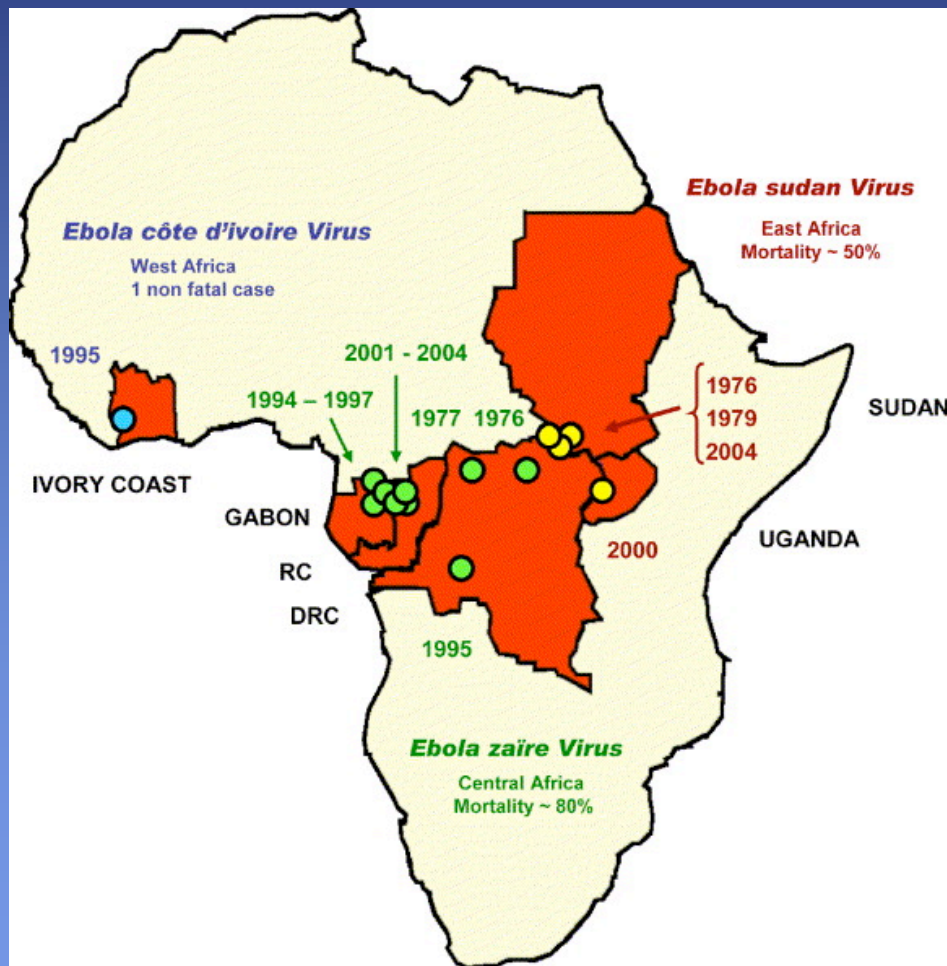 Ebola sudan Virus
East Africa
Mortality ~ 50%
Ebola côte d'ivoire Virus
West Africa
1 non fatal case
1995
2001 - 2004
1994 – 1997
1977
1976
1976
1979
2004
SUDAN
IVORY COAST
GABON
UGANDA
2000
RC
DRC
1995
Ebola zaïre Virus
Central Africa
Mortality ~ 80%